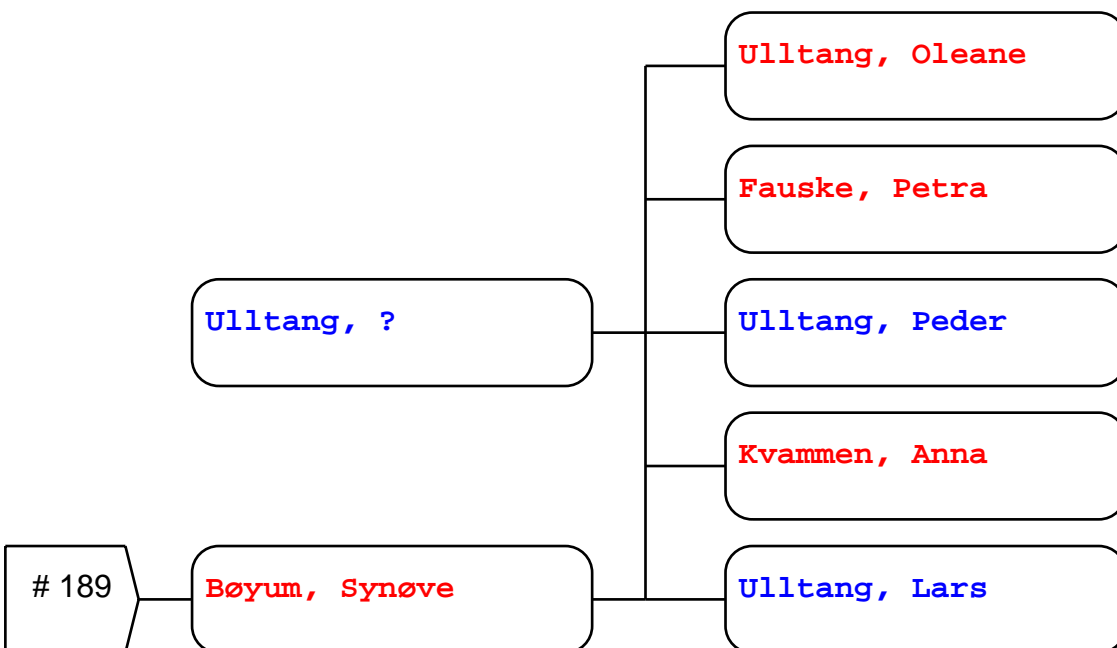 Ulltang, Oleane
Fauske, Petra
Ulltang, ?
Ulltang, Peder
Kvammen, Anna
# 189
Bøyum, Synøve
Ulltang, Lars